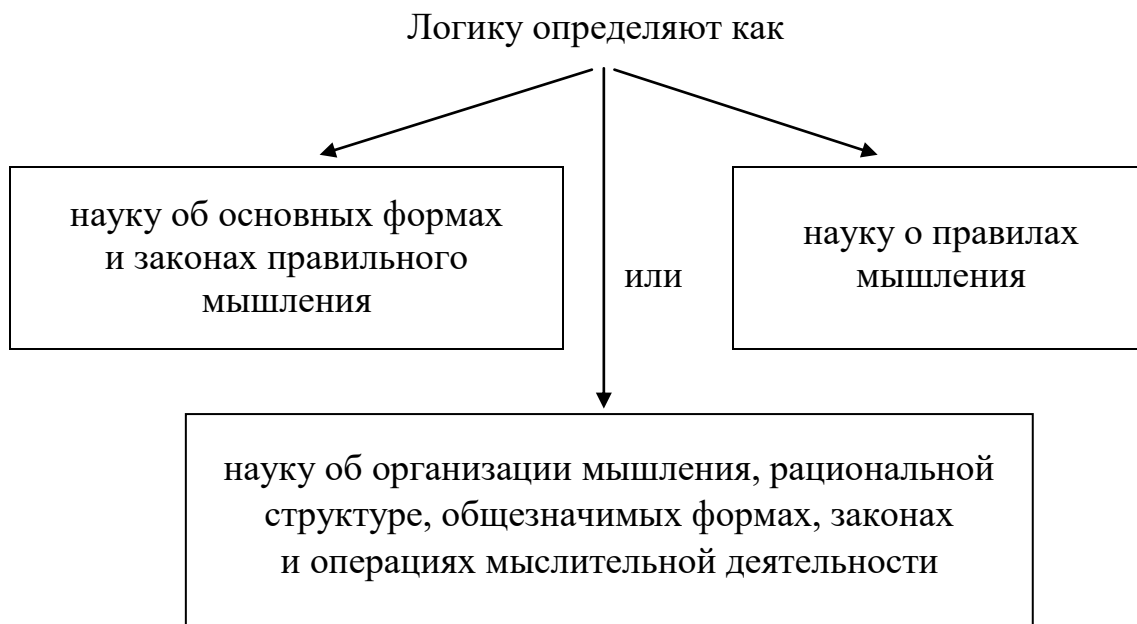 Логику определяют как
науку об основных формах
и законах правильного
мышления
или
науку о правилах
мышления
науку об организации мышления, рациональной
структуре, общезначимых формах, законах
и операциях мыслительной деятельности